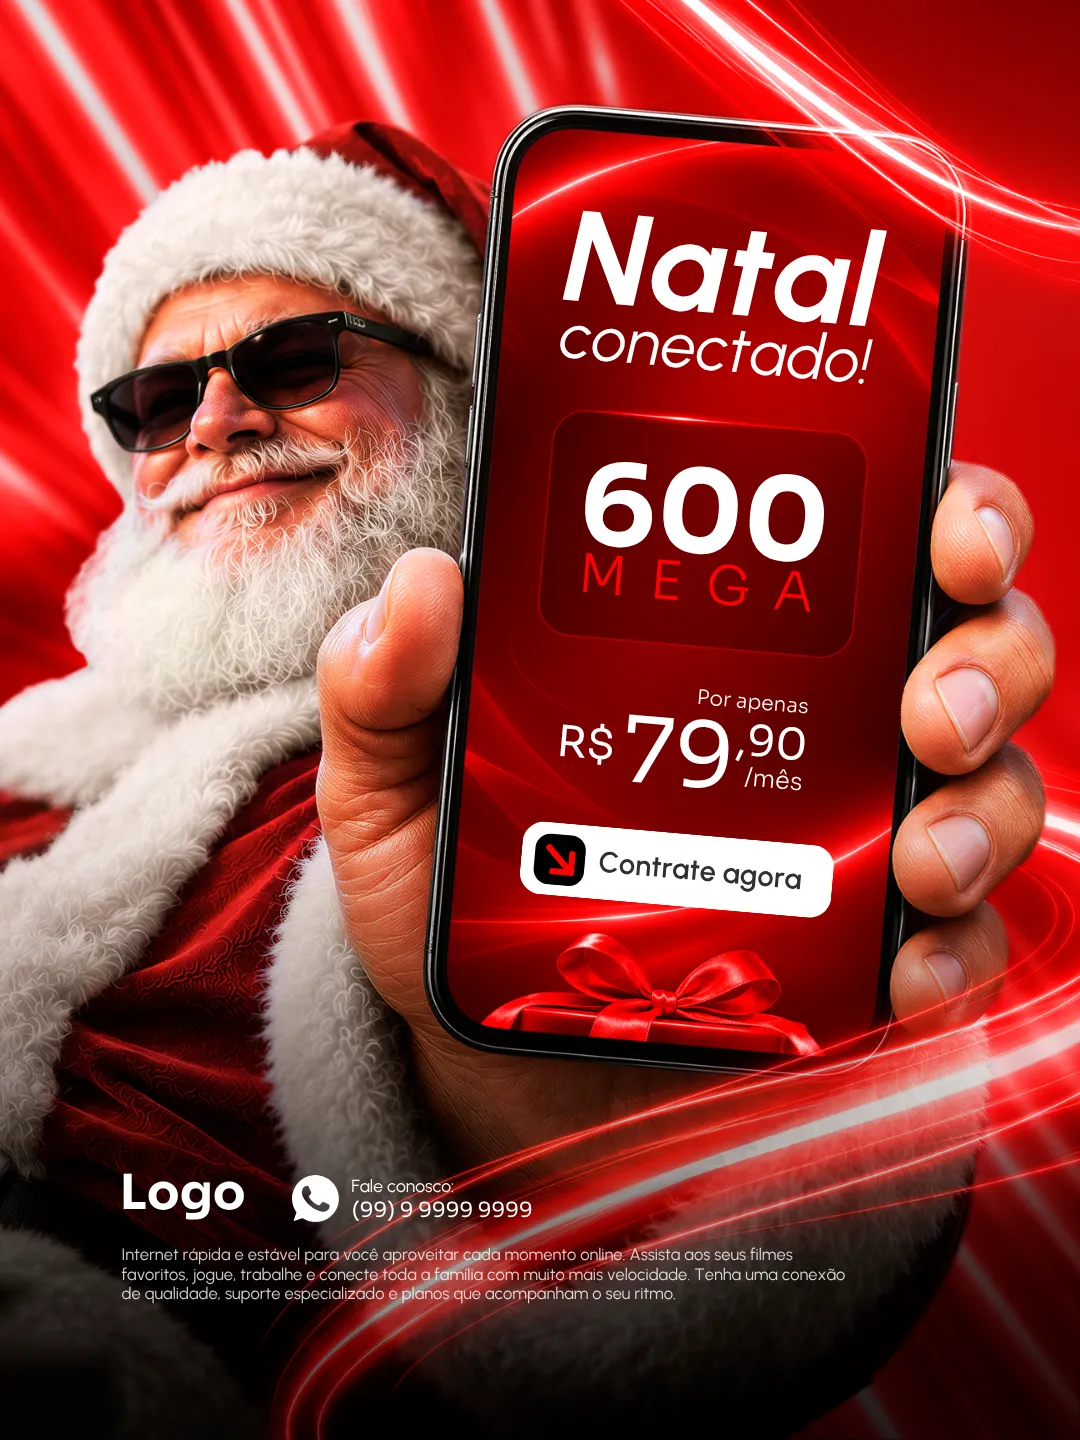 Natal
conectado!
600
MEGA
Por apenas
R$ 79,90
/mês
Contrate agora
Logo
Fale conosco:
(99) 9 9999 9999
Internet rápida e estável para você aproveitar cada momento online. Assista aos seus filmes
favoritos, jogue, trabalhe e conecte toda a família com muito mais velocidade. Tenha uma conexão
de qualidade, suporte especializado e planos que acompanham o seu ritmo.